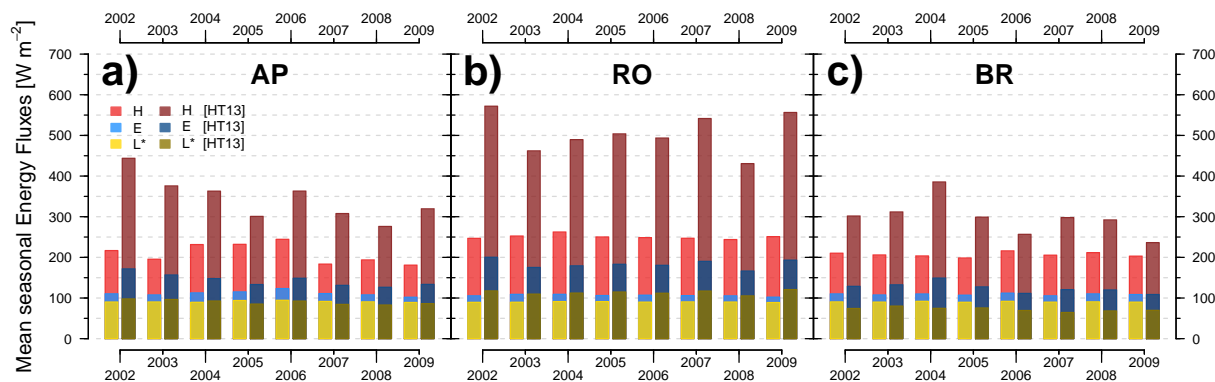 2002 2004 2006 2008 2002 2004 2006 2008 2002 2004 2006 2008
2003 2005 2007 2009 2003 2005 2007 2009 2003 2005 2007 2009
Mean seasonal Energy Fluxes [W m⁻²]
700 700
600 600
500 500
400 400
300 300
200 200
100 100
0 0
a) AP b) RO c) BR
H H [HT13]
E E [HT13]
L* L* [HT13]
2003 2005 2007 2009 2003 2005 2007 2009 2003 2005 2007 2009
2002 2004 2006 2008 2002 2004 2006 2008 2002 2004 2006 2008